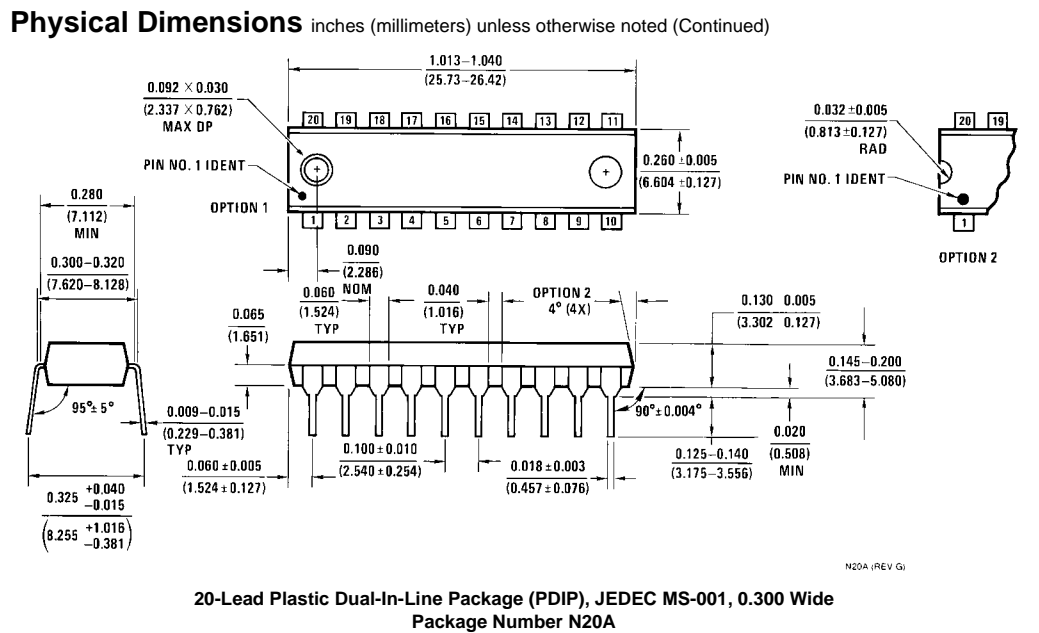 Physical Dimensions inches (millimeters) unless otherwise noted (Continued)
1.013–1.040
(25.73–26.42)
0.092 × 0.030
(2.337 × 0.762)
MAX DP
20 19 18 17 16 15 14 13 12 11
PIN NO. 1 IDENT
OPTION 1
1 2 3 4 5 6 7 8 9 10
0.260 ±0.005
(6.604 ±0.127)
0.032 ±0.005
(0.813 ±0.127)
RAD
20 19
PIN NO. 1 IDENT
1
OPTION 2
0.280
(7.112)
MIN
0.300–0.320
(7.620–8.128)
0.090
(2.286)
NOM
0.060
(1.524)
TYP
0.040
(1.016)
TYP
OPTION 2
4° (4X)
0.130 0.005
(3.302 0.127)
0.065
(1.651)
0.145–0.200
(3.683–5.080)
95°± 5°
0.009–0.015
(0.229–0.381)
TYP
90°± 0.004°
0.020
(0.508)
MIN
0.125–0.140
(3.175–3.556)
0.100 ±0.010
(2.540 ±0.254)
0.018 ±0.003
(0.457 ±0.076)
0.060 ±0.005
(1.524 ±0.127)
0.325 +0.040
–0.015
(8.255 +1.016
–0.381)
N20A (REV G)
20-Lead Plastic Dual-In-Line Package (PDIP), JEDEC MS-001, 0.300 Wide
Package Number N20A